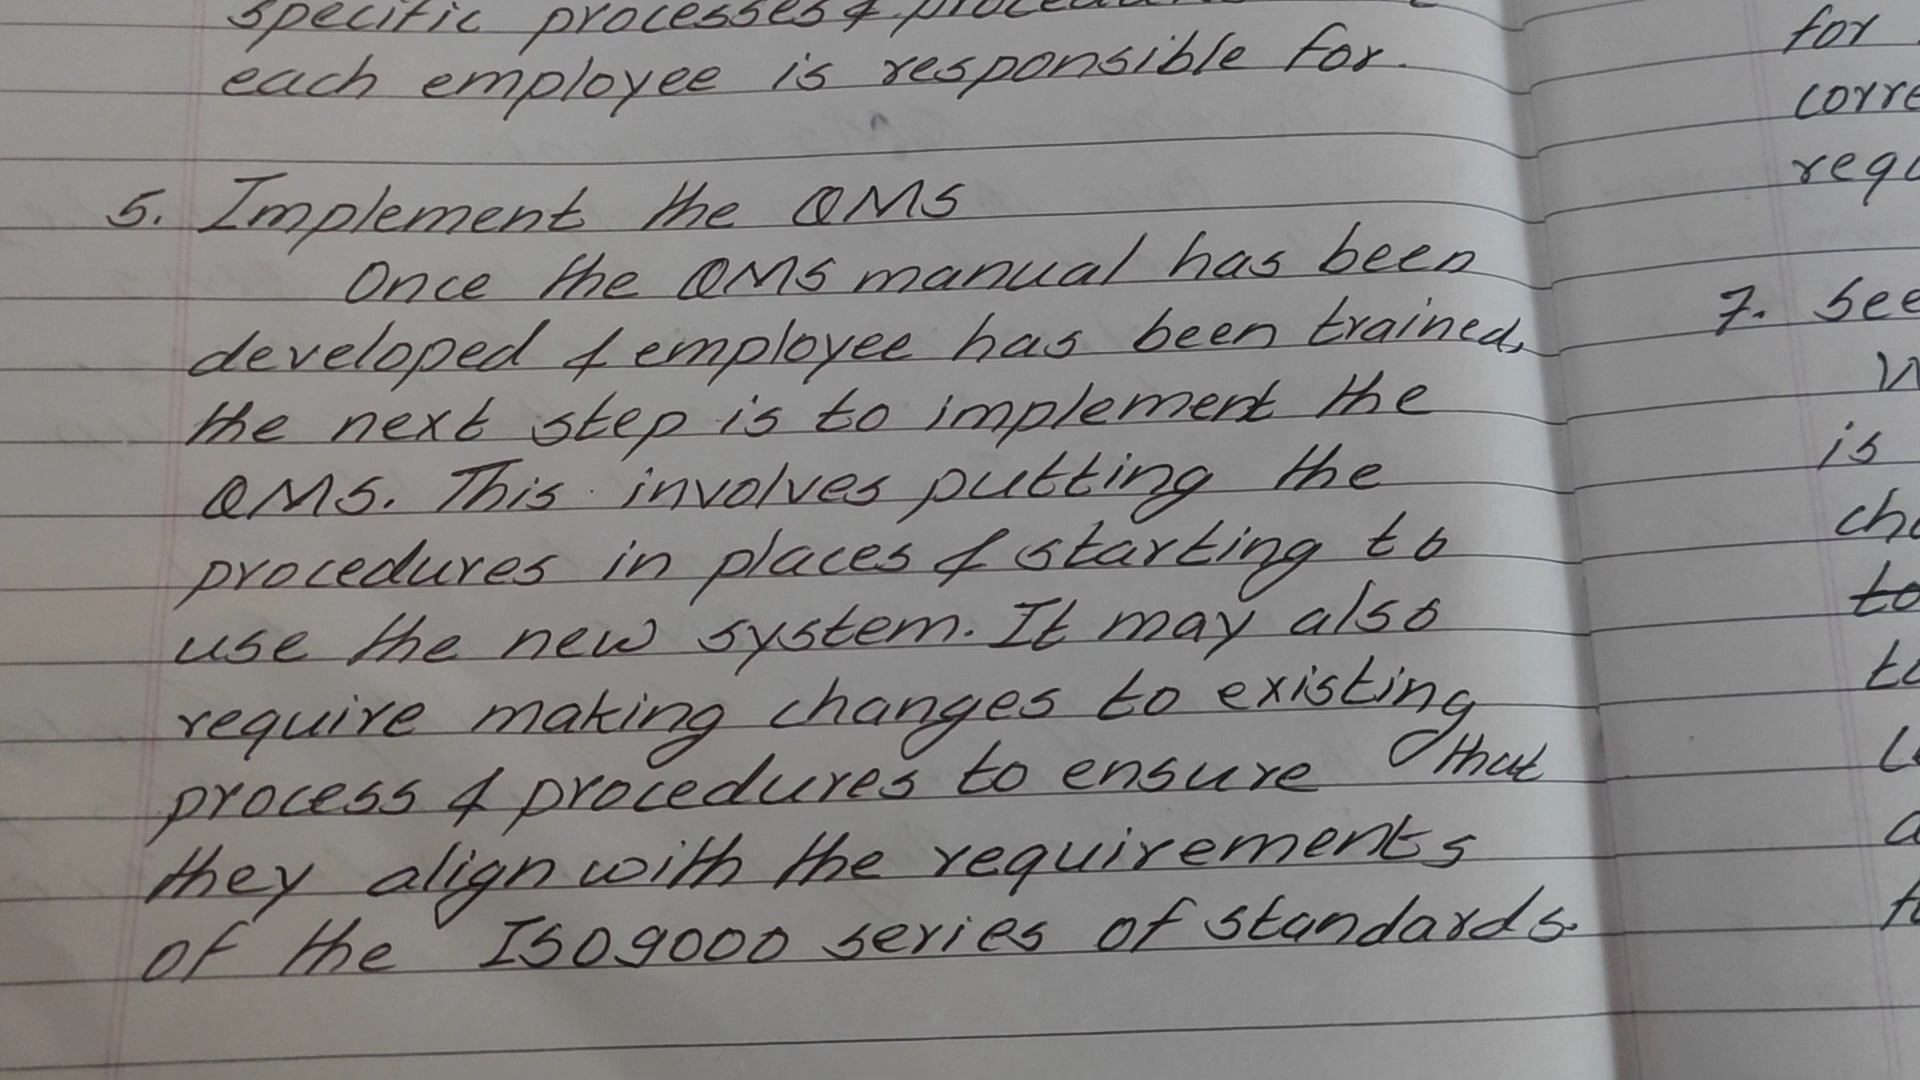 specific processes &
each employee is responsible for.
5. Implement the QMS
Once the QMS manual has been
developed & employee has been trained,
the next step is to implement the
QMS. This involves putting the
procedures in places & starting to
use the new system. It may also
require making changes to existing
process & procedures to ensure that
they align with the requirements
of the ISO9000 series of standards.
for
7.
is
to